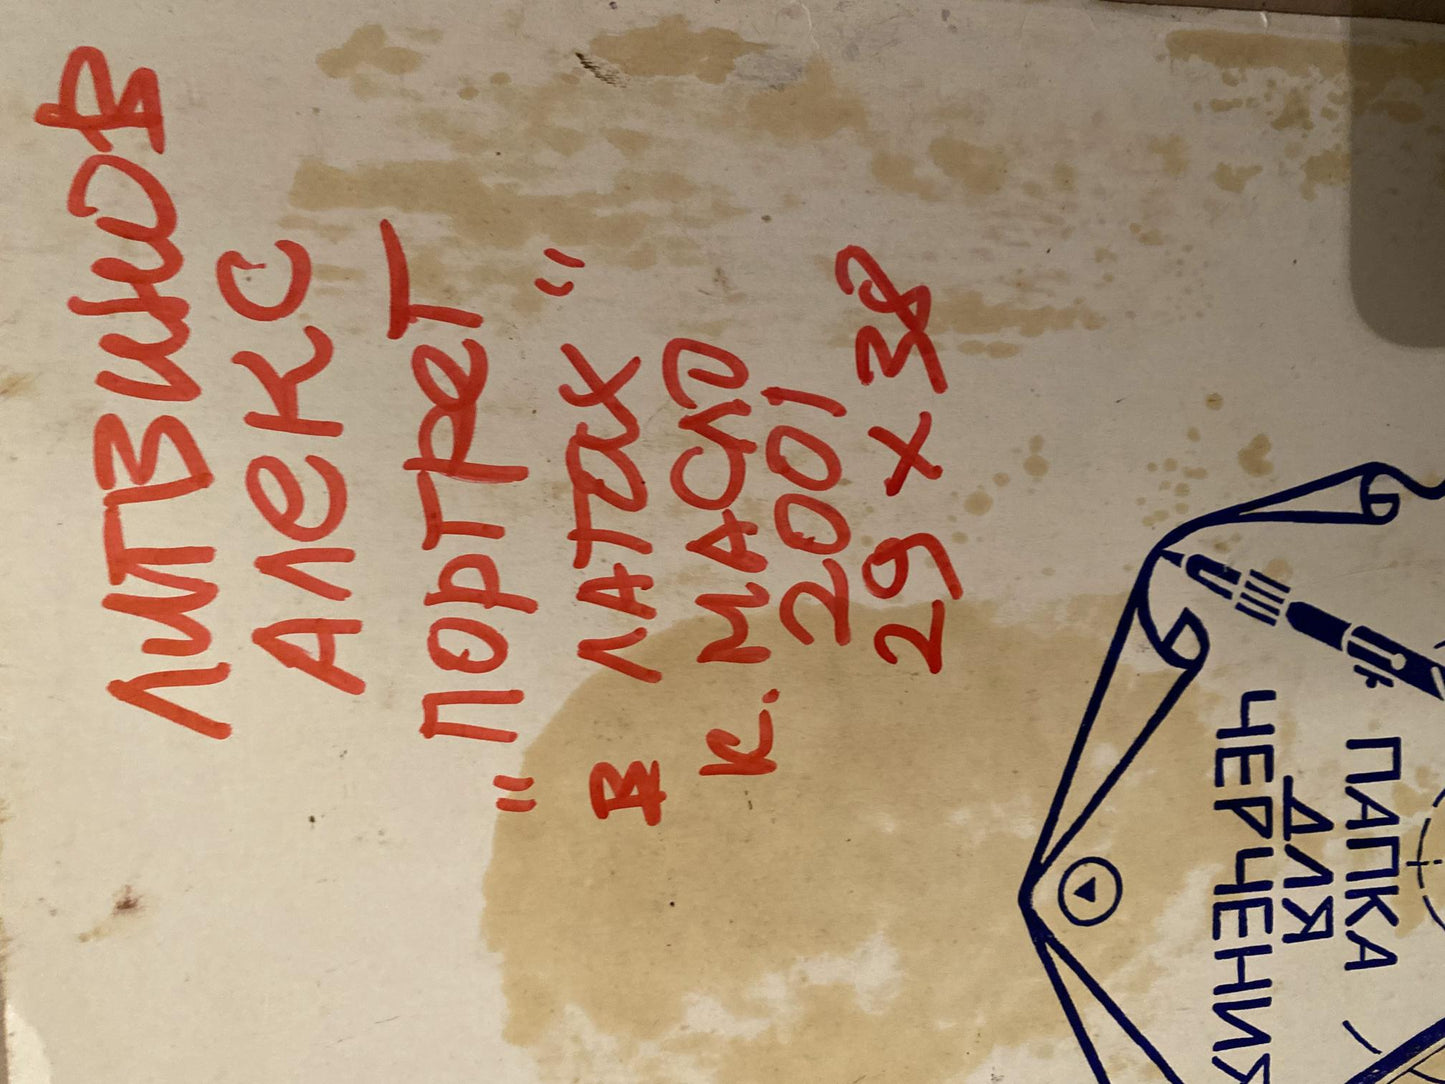 ЛИТВИНОВ
АЛЕКС
ПОРТРЕТ
"В ЛАТАХ"
К. МАСЛО
2001
29 х 38
ПАПКА
ДЛЯ
ЧЕРЧЕНИЯ